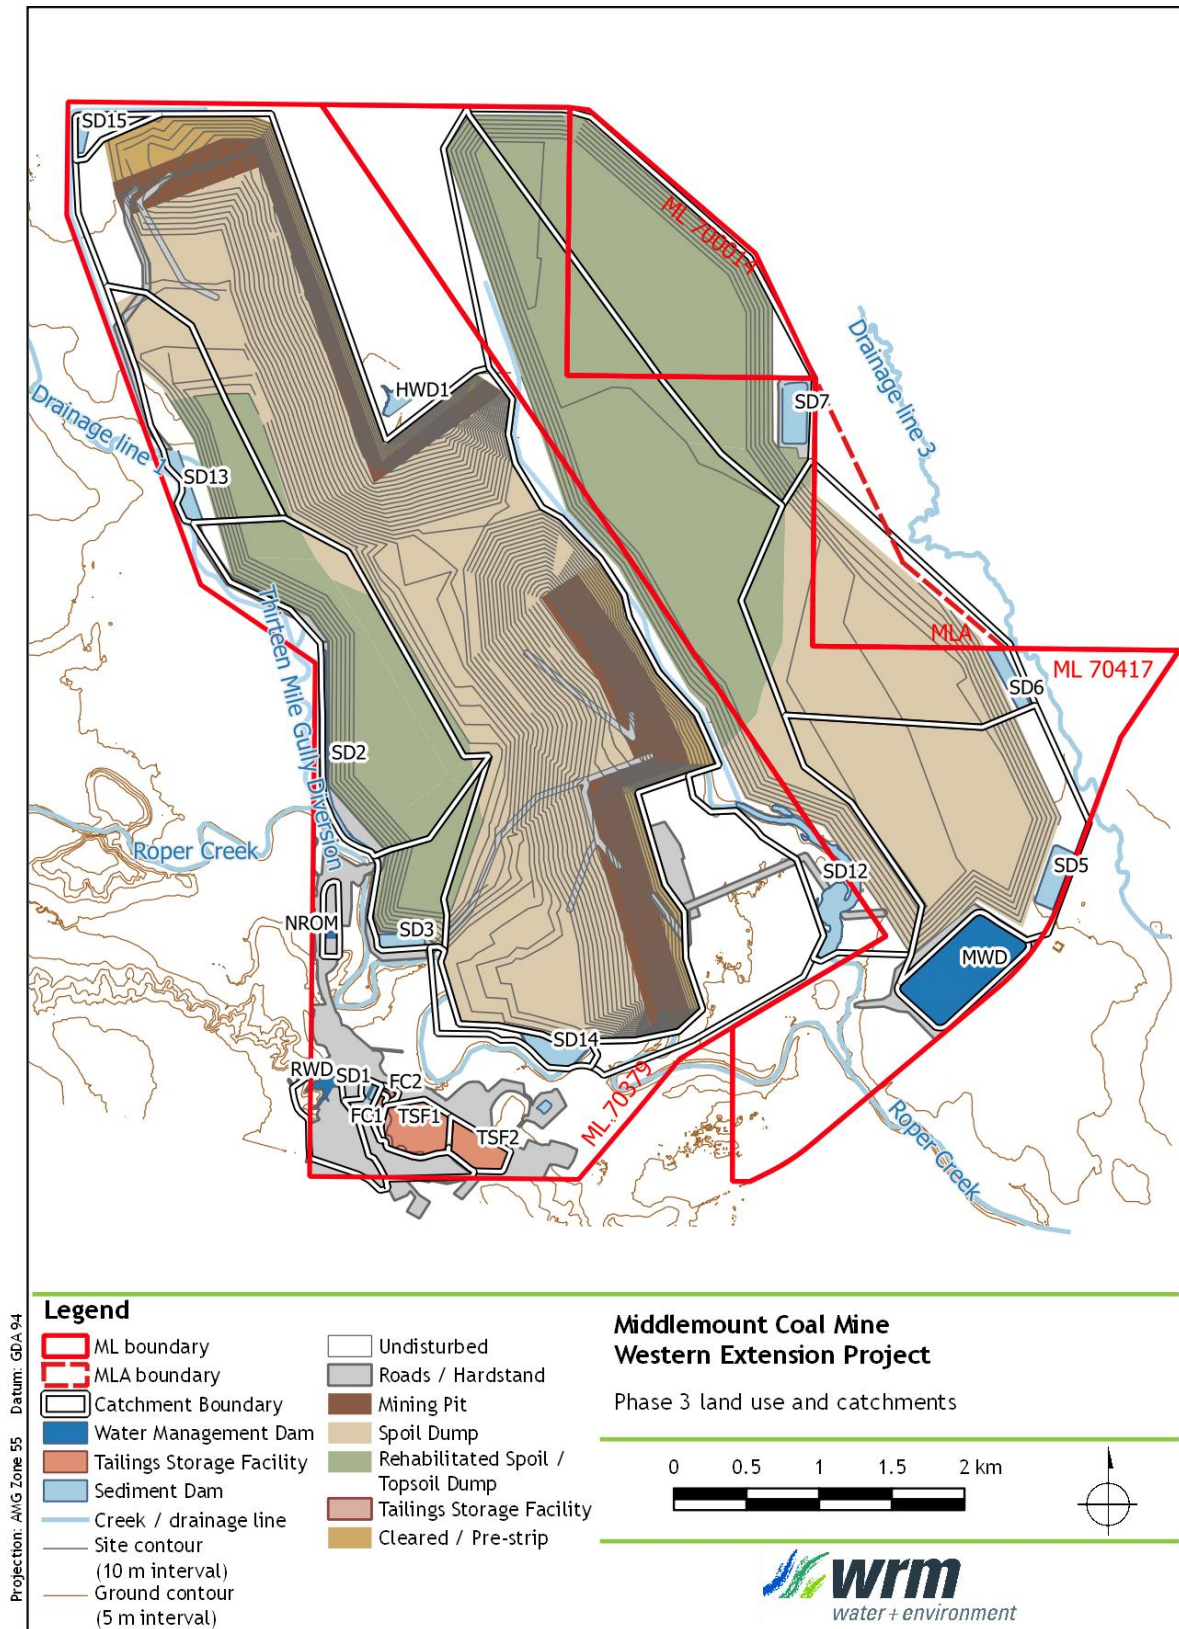 SD15
ML 700014
HWD1
SD7
Drainage line 3
Drainage line 1
SD13
Thirteen Mile Gully Diversion
MLA
ML 70417
SD6
SD2
Roper Creek
SD12
SD5
NROM
SD3
MWD
SD14
RWD
SD1
FC2
FC1
TSF1
TSF2
ML 70379
Roper Creek
Projection: AMG Zone 55 Datum: GDA 94
Legend
ML boundary
MLA boundary
Catchment Boundary
Water Management Dam
Tailings Storage Facility
Sediment Dam
Creek / drainage line
Site contour
(10 m interval)
Ground contour
(5 m interval)
Undisturbed
Roads / Hardstand
Mining Pit
Spoil Dump
Rehabilitated Spoil /
Topsoil Dump
Tailings Storage Facility
Cleared / Pre-strip
Middlemount Coal Mine
Western Extension Project
Phase 3 land use and catchments
0 0.5 1 1.5 2 km
wrm
water + environment